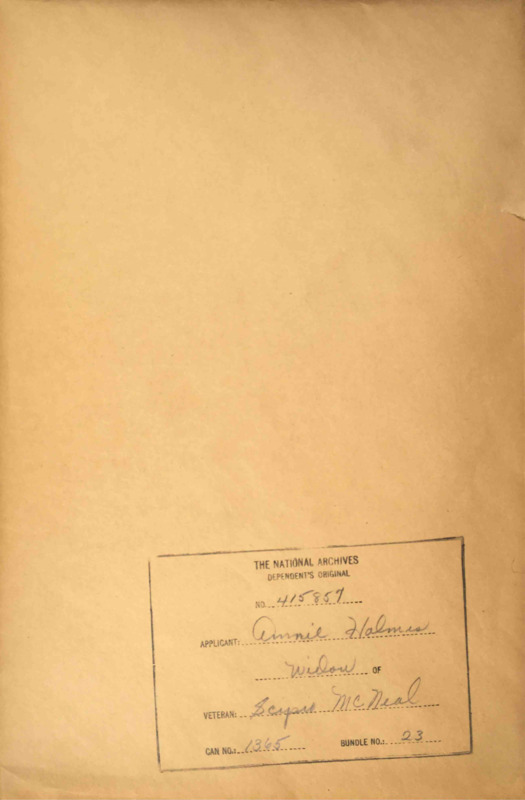 THE NATIONAL ARCHIVES
DEPENDENT'S ORIGINAL
NO. 415857
APPLICANT: Annie Holmes
Widow OF
VETERAN: McNeal
CAN NO.: 1365 BUNDLE NO.: 23